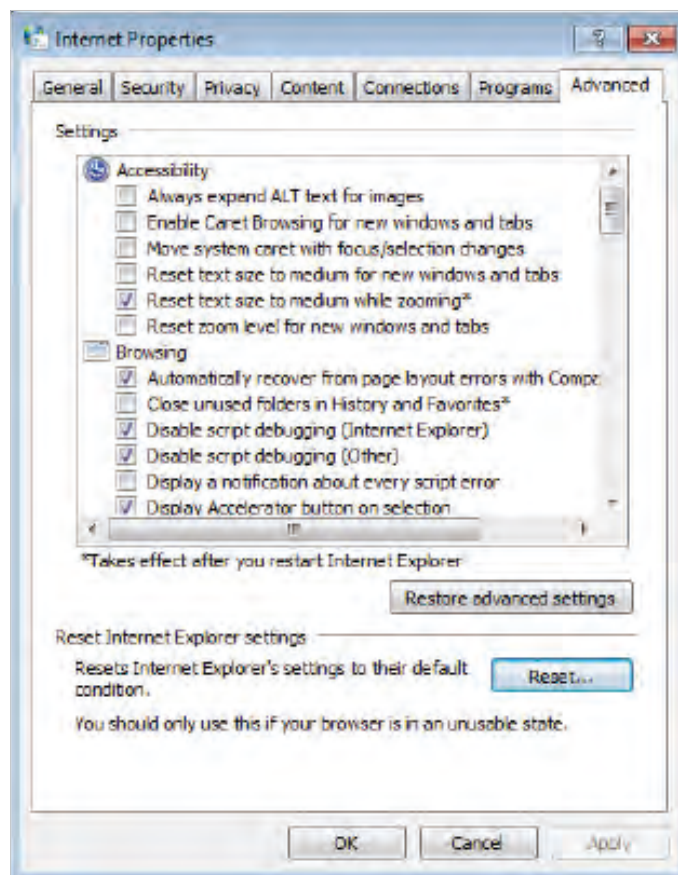 Internet Properties
General Security Privacy Content Connections Programs Advanced
Settings
Accessibility
Always expand ALT text for images
Enable Caret Browsing for new windows and tabs
Move system caret with focus/selection changes
Reset text size to medium for new windows and tabs
Reset text size to medium while zooming*
Reset zoom level for new windows and tabs
Browsing
Automatically recover from page layout errors with Compa
Close unused folders in History and Favorites*
Disable script debugging (Internet Explorer)
Disable script debugging (Other)
Display a notification about every script error
Display Accelerator button on selection
*Takes effect after you restart Internet Explorer
Restore advanced settings
Reset Internet Explorer settings
Resets Internet Explorer's settings to their default
condition.
Reset...
You should only use this if your browser is in an unusable state.
OK Cancel Apply